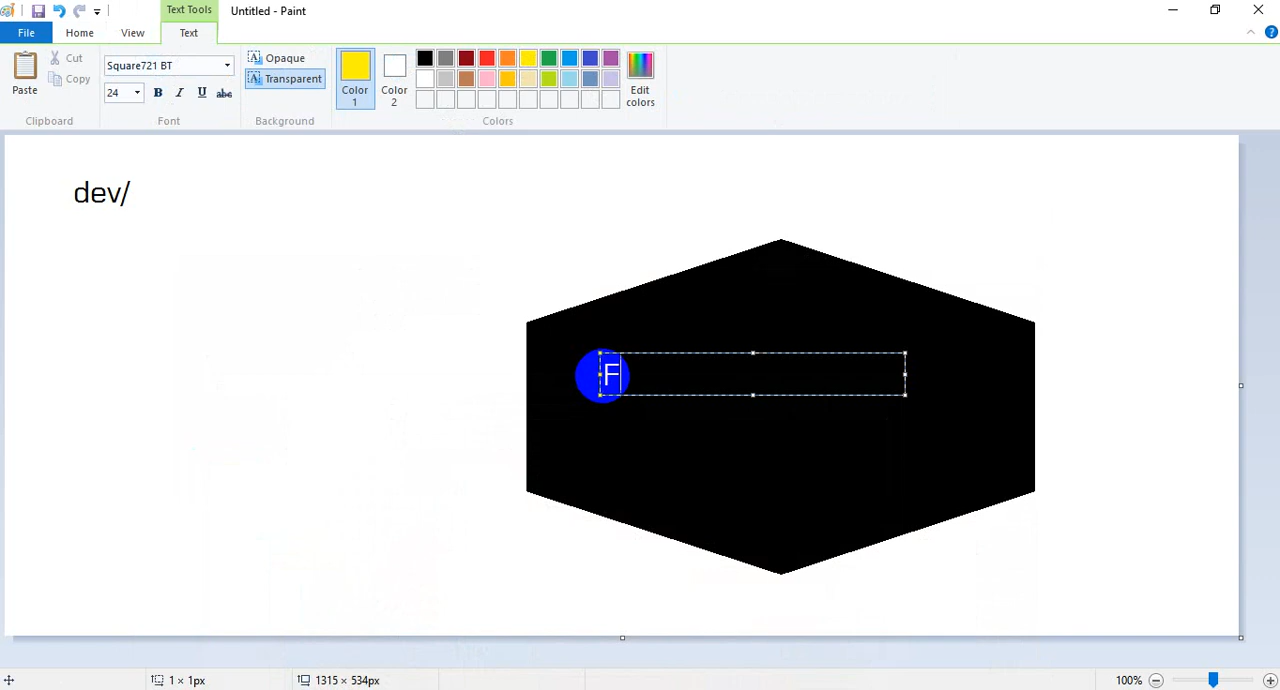 Text Tools
Untitled - Paint
File
Home
View
Text
Paste
Cut
Copy
Clipboard
Square721 BT
24
B I U abc
Font
Opaque
Transparent
Background
Color 1
Color 2
Edit colors
Colors
dev/
F
1 × 1px
1315 × 534px
100%